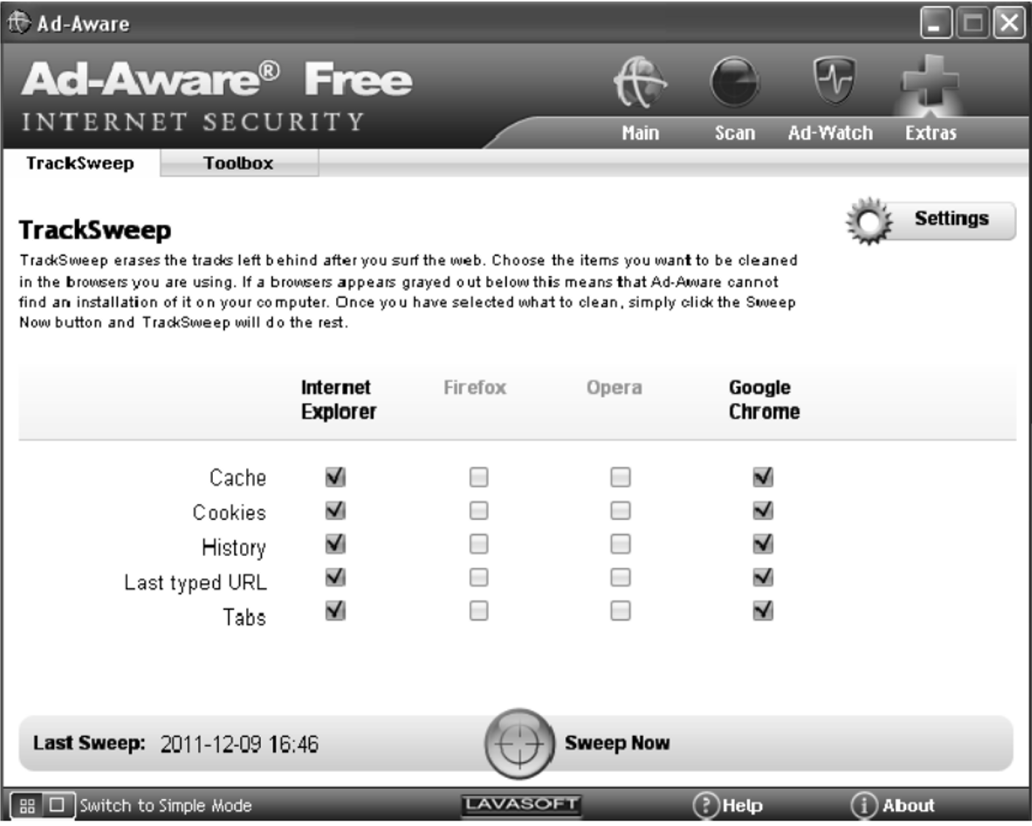 Ad-Aware
Ad-Aware® Free
INTERNET SECURITY
Main Scan Ad-Watch Extras
TrackSweep Toolbox
Settings
TrackSweep
TrackSweep erases the tracks left behind after you surf the web. Choose the items you want to be cleaned
in the browsers you are using. If a browsers appears grayed out below this means that Ad-Aware cannot
find an installation of it on your computer. Once you have selected what to clean, simply click the Sweep
Now button and TrackSweep will do the rest.
Internet Explorer Firefox Opera Google Chrome
Cache
Cookies
History
Last typed URL
Tabs
Last Sweep: 2011-12-09 16:46 Sweep Now
Switch to Simple Mode LAVASOFT Help About